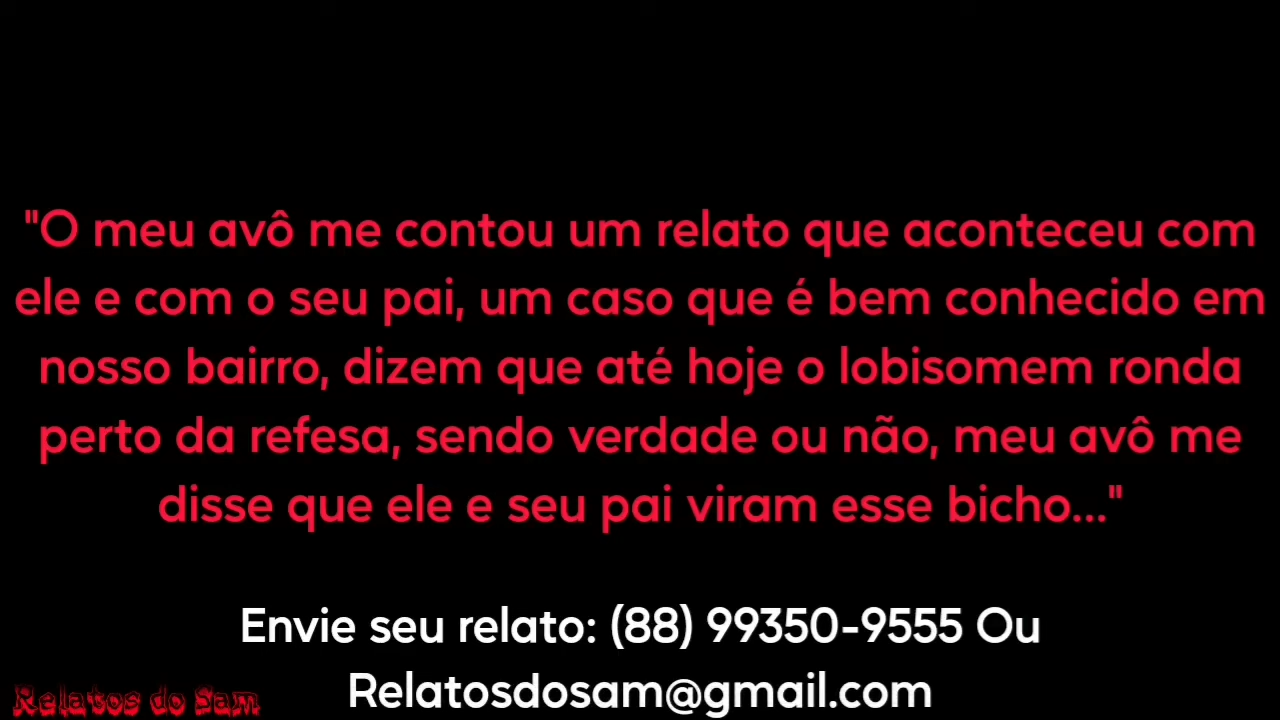 "O meu avô me contou um relato que aconteceu com
ele e com o seu pai, um caso que é bem conhecido em
nosso bairro, dizem que até hoje o lobisomem ronda
perto da refesa, sendo verdade ou não, meu avô me
disse que ele e seu pai viram esse bicho..."
Envie seu relato: (88) 99350-9555 Ou
Relatosdosam@gmail.com
Relatos do Sam